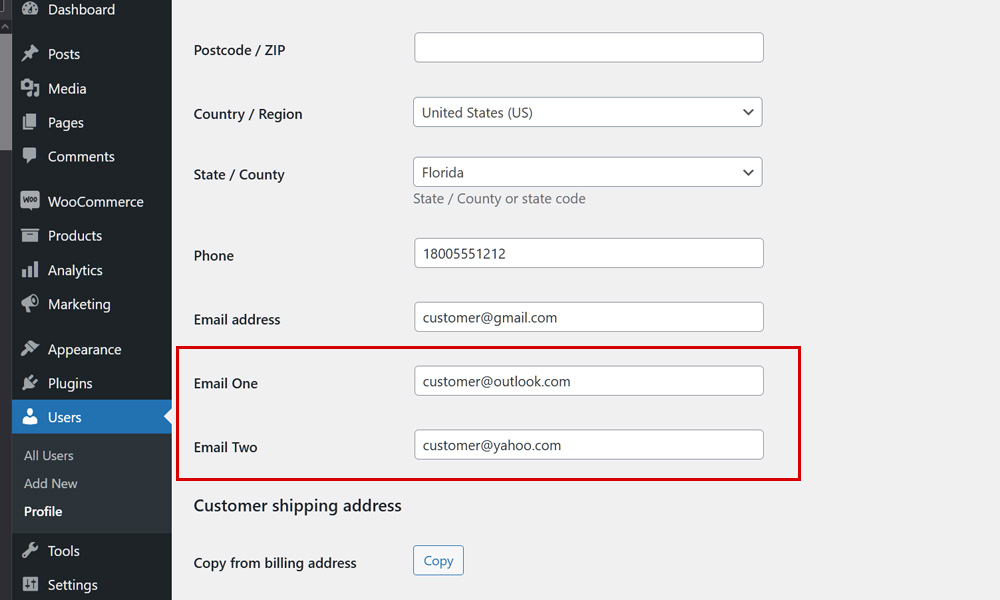 Dashboard
Posts
Media
Pages
Comments
WOO WooCommerce
Products
Analytics
Marketing
Appearance
Plugins
Users
All Users
Add New
Profile
Tools
Settings
Postcode / ZIP
Country / Region United States (US)
State / County Florida
State / County or state code
Phone 18005551212
Email address customer@gmail.com
Email One customer@outlook.com
Email Two customer@yahoo.com
Customer shipping address
Copy from billing address Copy